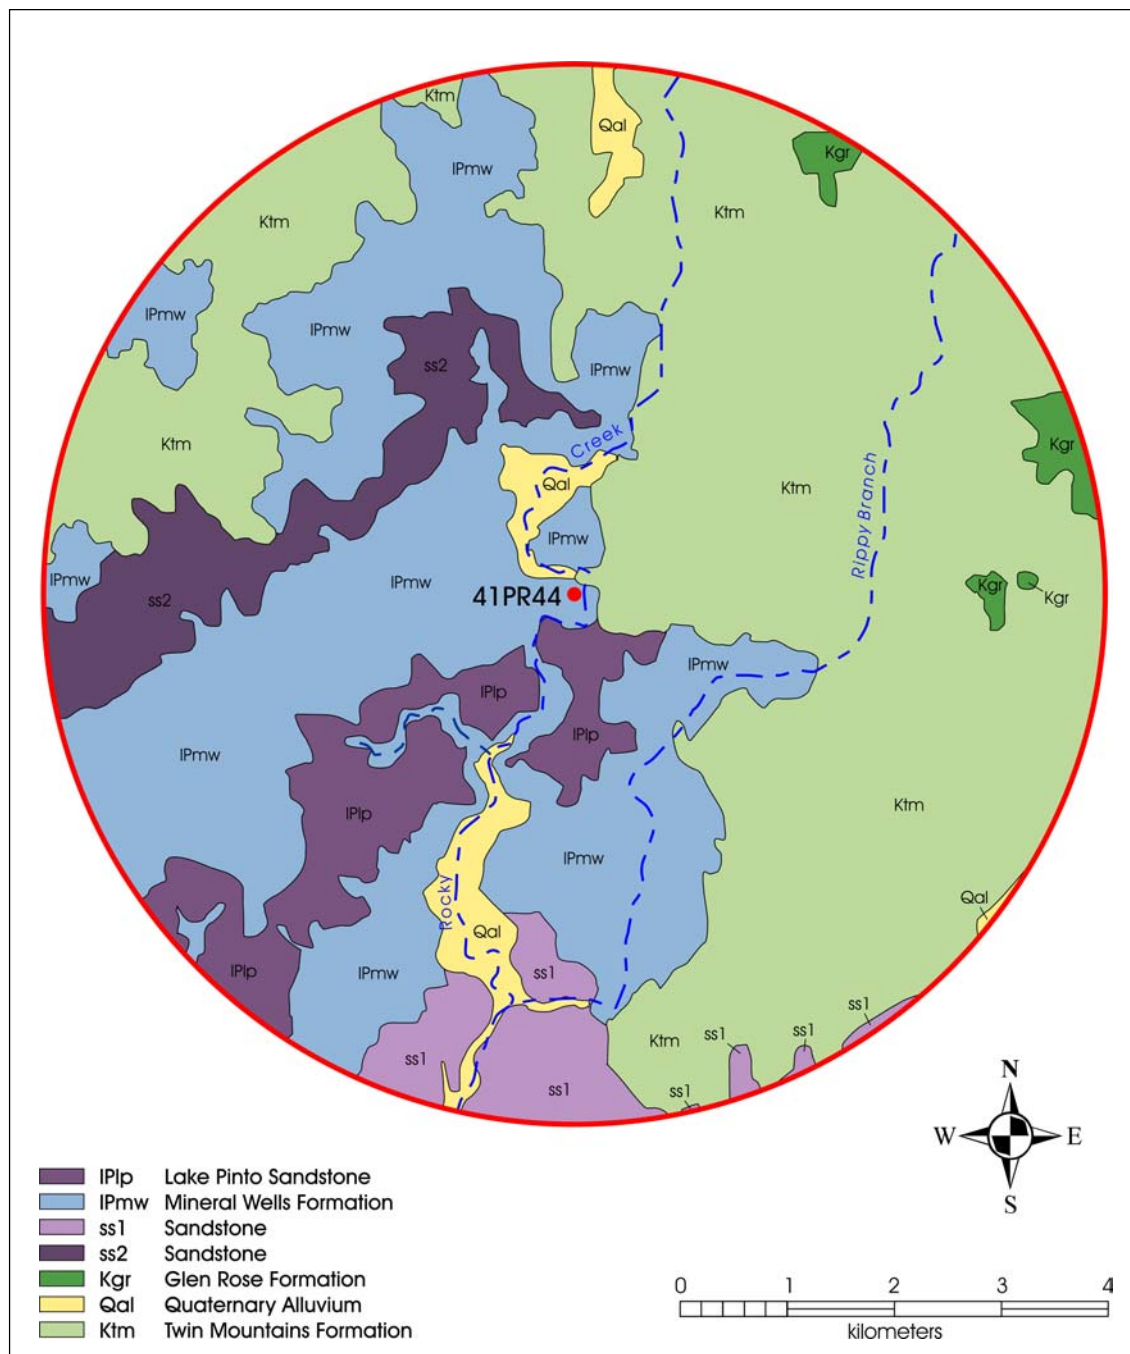 Ktm
Qal
Kgr
IPmw
Ktm
Ktm
IPmw
IPmw
ss2
IPmw
Creek
Kgr
Ktm
Qal
Ktm
Rippy Branch
IPmw
IPmw
IPmw
Kgr
Kgr
41PR44
ss2
IPmw
IPlp
IPlp
IPmw
IPlp
Ktm
IPmw
Rocky
Qal
Qal
IPlp
IPmw
ss1
ss1
ss1
ss1
Ktm
ss1
ss1
ss1
N
W E
S
IPlp Lake Pinto Sandstone
IPmw Mineral Wells Formation
ss1 Sandstone
ss2 Sandstone
Kgr Glen Rose Formation
Qal Quaternary Alluvium
Ktm Twin Mountains Formation
0 1 2 3 4
kilometers